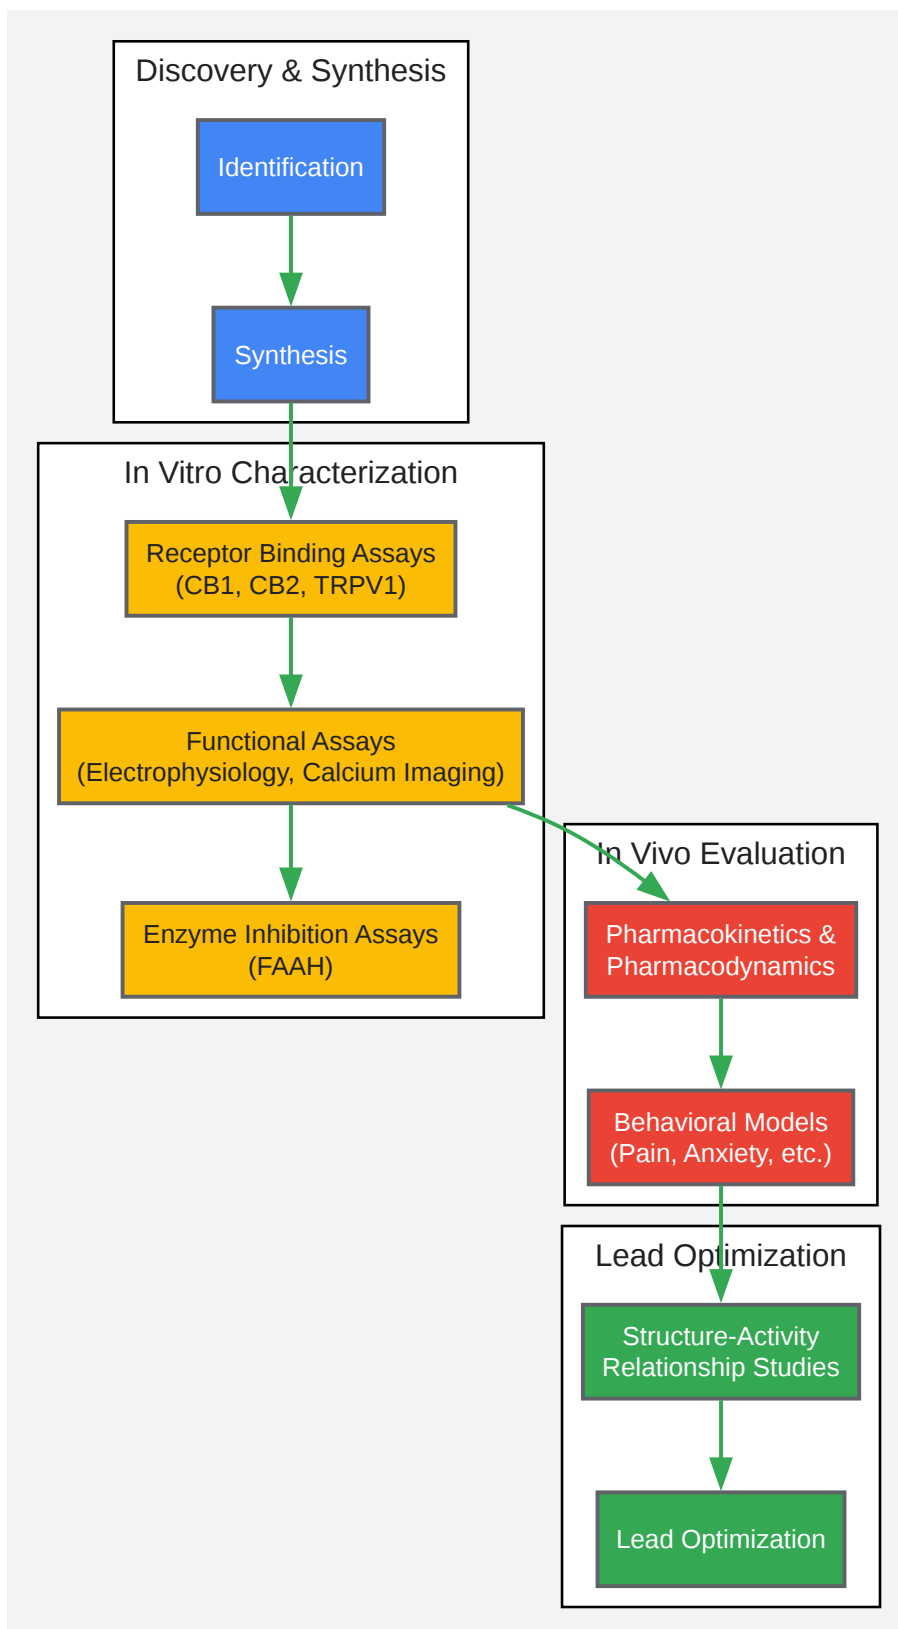 Discovery & Synthesis
Identification
Synthesis
In Vitro Characterization
Receptor Binding Assays
(CB1, CB2, TRPV1)
Functional Assays
(Electrophysiology, Calcium Imaging)
Enzyme Inhibition Assays
(FAAH)
In Vivo Evaluation
Pharmacokinetics &
Pharmacodynamics
Behavioral Models
(Pain, Anxiety, etc.)
Lead Optimization
Structure-Activity
Relationship Studies
Lead Optimization